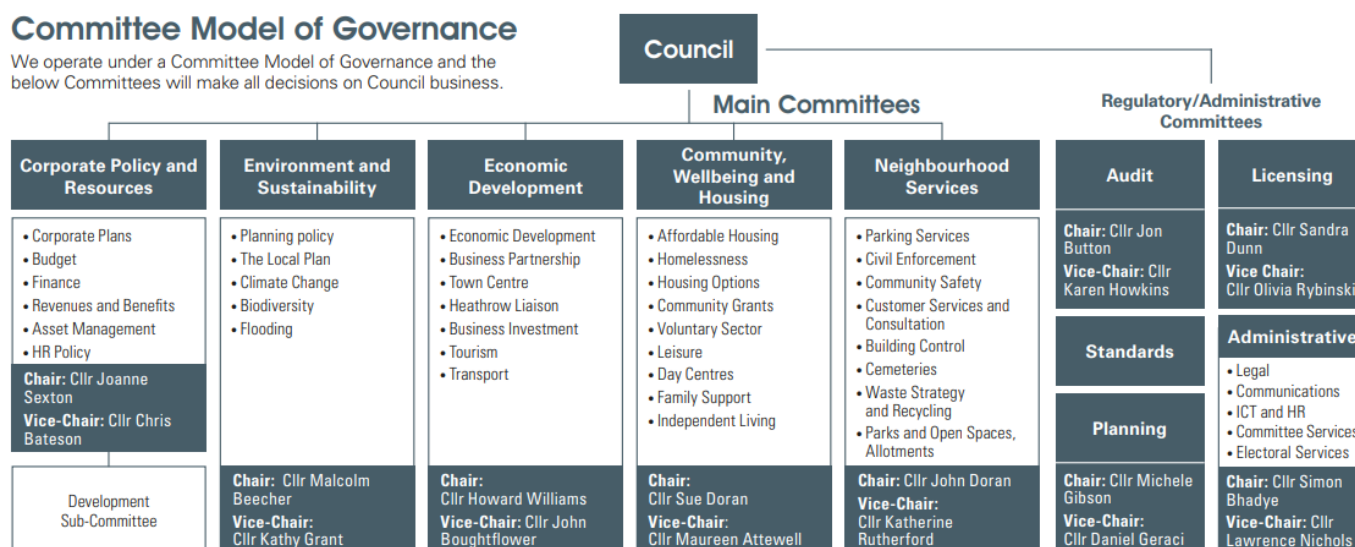 Committee Model of Governance
We operate under a Committee Model of Governance and the
below Committees will make all decisions on Council business.
Council
Main Committees
Regulatory/Administrative
Committees
Corporate Policy and
Resources
• Corporate Plans
• Budget
• Finance
• Revenues and Benefits
• Asset Management
• HR Policy
Chair: Cllr Joanne
Sexton
Vice-Chair: Cllr Chris
Bateson
Development
Sub-Committee
Environment and
Sustainability
• Planning policy
• The Local Plan
• Climate Change
• Biodiversity
• Flooding
Chair: Cllr Malcolm
Beecher
Vice-Chair:
Cllr Kathy Grant
Economic
Development
• Economic Development
• Business Partnership
• Town Centre
• Heathrow Liaison
• Business Investment
• Tourism
• Transport
Chair:
Cllr Howard Williams
Vice-Chair: Cllr John
Boughtflower
Community,
Wellbeing and
Housing
• Affordable Housing
• Homelessness
• Housing Options
• Community Grants
• Voluntary Sector
• Leisure
• Day Centres
• Family Support
• Independent Living
Chair:
Cllr Sue Doran
Vice-Chair:
Cllr Maureen Attewell
Neighbourhood
Services
• Parking Services
• Civil Enforcement
• Community Safety
• Customer Services and
Consultation
• Building Control
• Cemeteries
• Waste Strategy
and Recycling
• Parks and Open Spaces,
Allotments
Chair: Cllr John Doran
Vice-Chair:
Cllr Katherine
Rutherford
Audit
Chair: Cllr Jon
Button
Vice-Chair: Cllr
Karen Howkins
Standards
Planning
Chair: Cllr Michele
Gibson
Vice-Chair:
Cllr Daniel Geraci
Licensing
Chair: Cllr Sandra
Dunn
Vice Chair:
Cllr Olivia Rybinski
Administrative
• Legal
• Communications
• ICT and HR
• Committee Services
• Electoral Services
Chair: Cllr Simon
Bhadye
Vice-Chair: Cllr
Lawrence Nichols